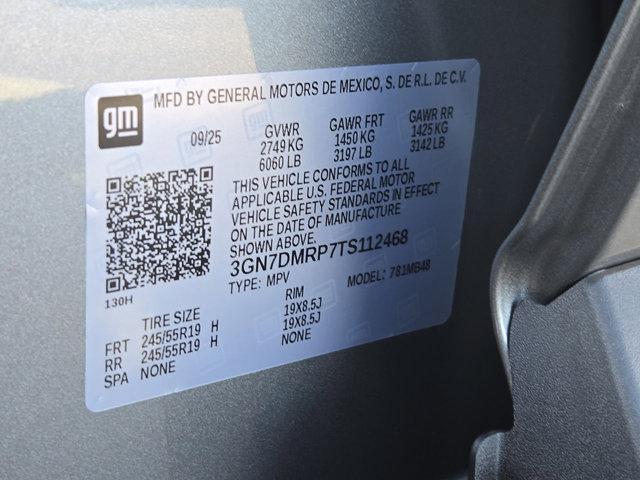 gm
MFD BY GENERAL MOTORS DE MEXICO, S. DE R.L. DE C.V.
09/25 GVWR GAWR FRT GAWR RR
2749 KG 1450 KG 1425 KG
6060 LB 3197 LB 3142 LB
THIS VEHICLE CONFORMS TO ALL
APPLICABLE U.S. FEDERAL MOTOR
VEHICLE SAFETY STANDARDS IN EFFECT
ON THE DATE OF MANUFACTURE
SHOWN ABOVE.
3GN7DMRP7TS112468
TYPE: MPV MODEL: 781MB48
130H
TIRE SIZE RIM
FRT 245/55R19 H 19X8.5J
RR 245/55R19 H 19X8.5J
SPA NONE NONE